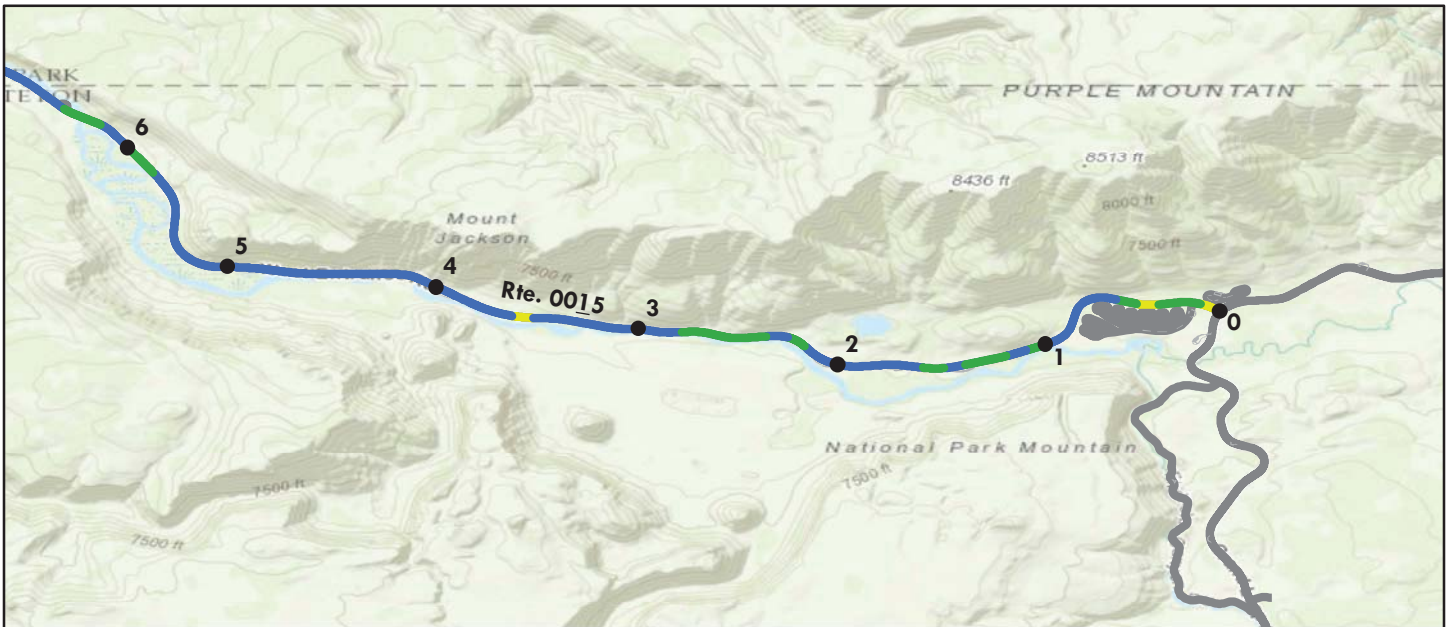 PARK
TETON
PURPLE MOUNTAIN
6
8513 ft
8436 ft
8000 ft
Mount
Jackson
7500 ft
5
4
7500 ft
Rte. 0015
3
0
2
1
National Park Mountain
7500 ft
7500 ft
7500 ft